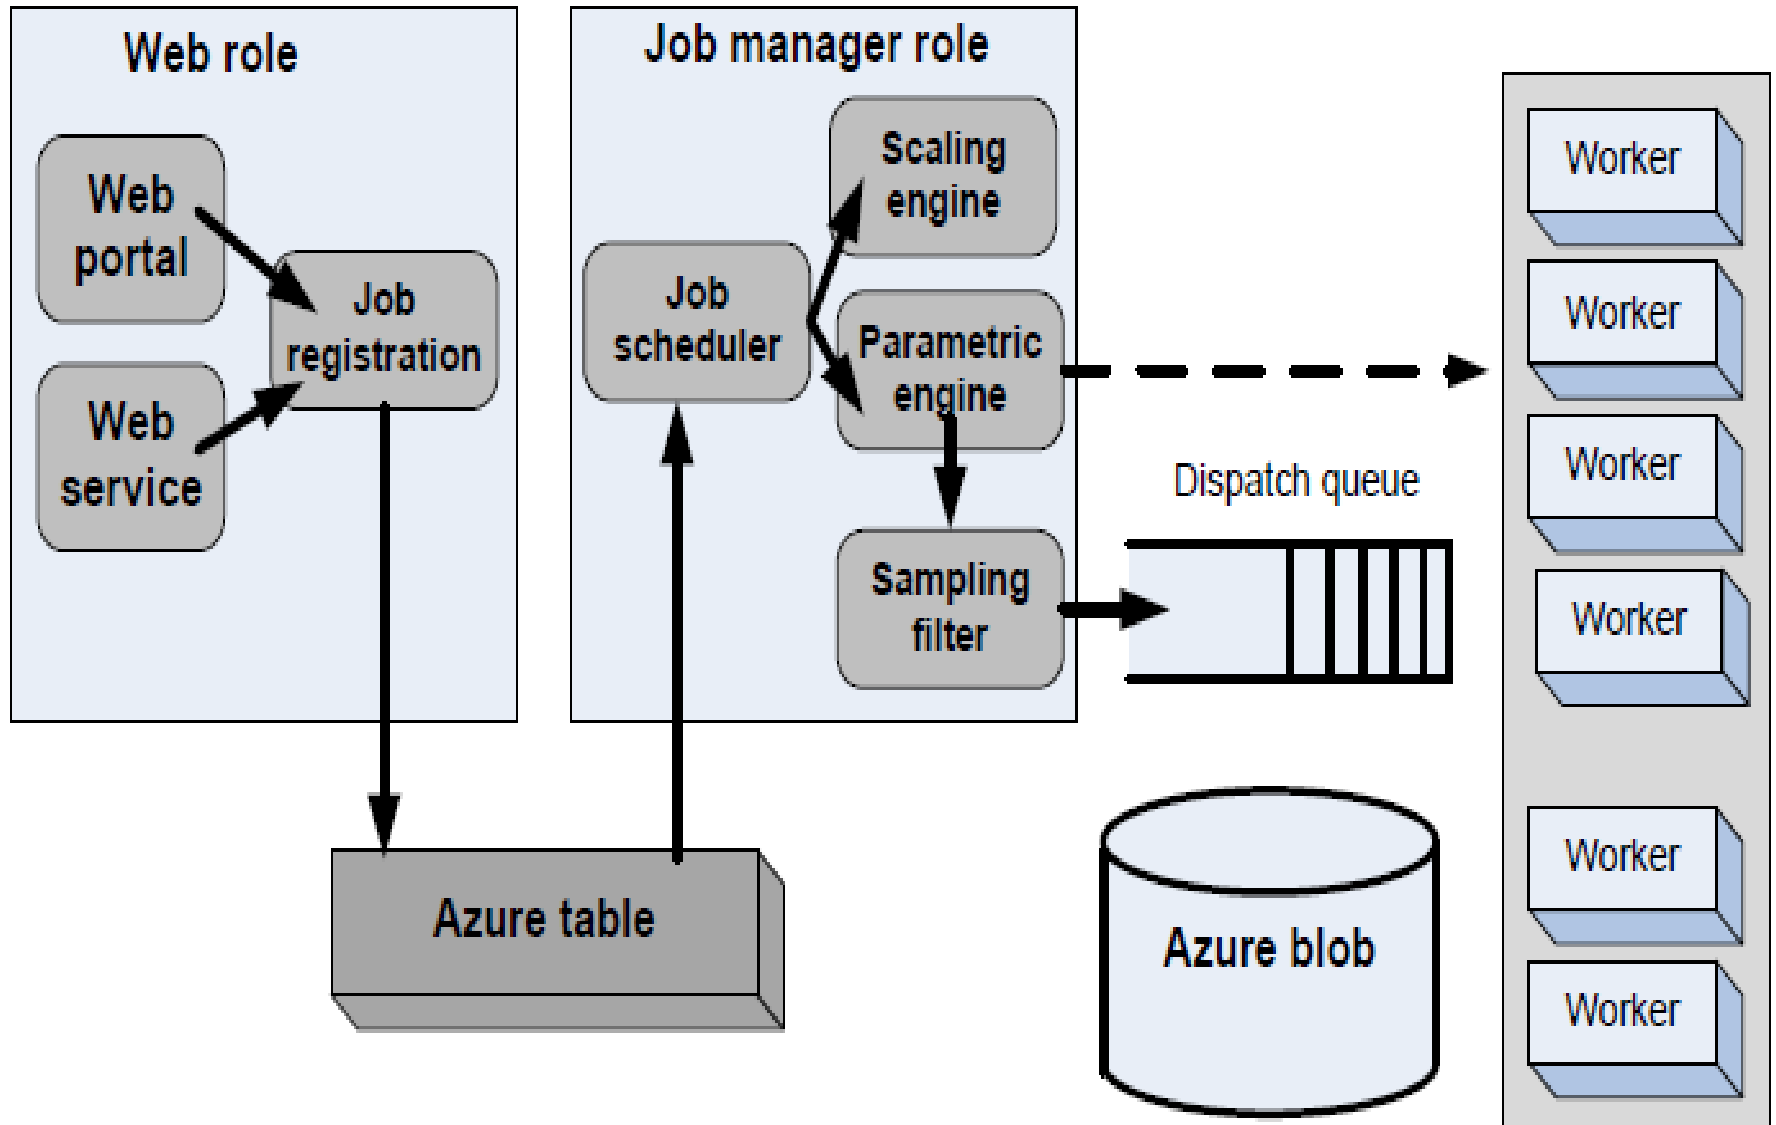 Web role
Web
portal
Web
service
Job
registration
Job manager role
Scaling
engine
Job
scheduler
Parametric
engine
Sampling
filter
Dispatch queue
Azure table
Azure blob
Worker
Worker
Worker
Worker
Worker
Worker